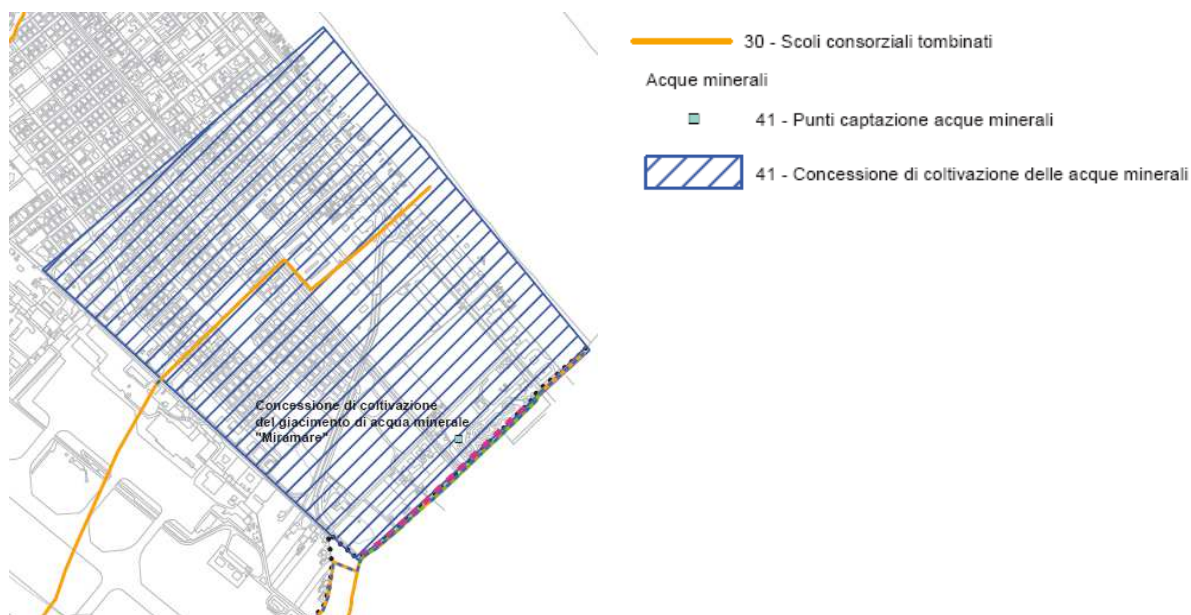 30 - Scoli consorziali tombinati
Acque minerali
41 - Punti captazione acque minerali
41 - Concessione di coltivazione delle acque minerali
Concessione di coltivazione
del giacimento di acqua minerale
"Miramare"